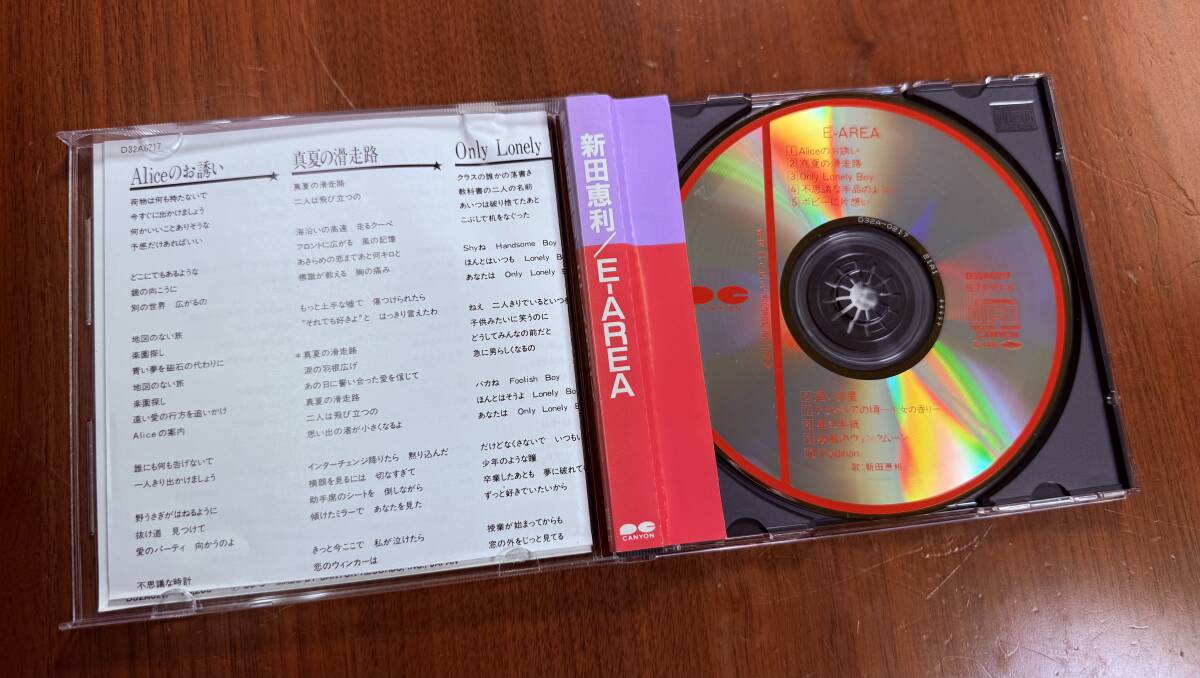 D32A0217
Aliceのお誘い
荷物は何も持たないで
今すぐに出かけましょう
何かいいことありそうな
予感だけあればいい
どこにでもあるような
鏡の向こうに
別の世界 広がるの
地図のない旅
楽園探し
青い夢を磁石の代わりに
地図のない旅
楽園探し
遠い愛の行方を追いかけ
Aliceの案内
誰にも何も告げないで
一人きり出かけましょう
野うさぎがはねるように
抜け道 見つけて
愛のパーティ 向かうのよ
不思議な時計
真夏の滑走路
真夏の滑走路
二人は飛び立つの
海沿いの高速 走るクーペ
フロントに広がる 風の記憶
あきらめの恋まであと何キロと
標識が教える 胸の痛み
もっと上手な嘘で 傷つけられたら
"それでも好きよ"と はっきり言えたわ
*真夏の滑走路
涙の羽根広げ
あの日に誓い合った愛を信じて
真夏の滑走路
二人は飛び立つの
思い出の渚が小さくなるよ
インターチェンジ降りたら 黙り込んだ
横顔を見るには 切なすぎて
助手席のシートを 倒しながら
傾けたミラーで あなたを見た
きっと今ここで 私が泣けたら
恋のウィンカーは
Only Lonely
クラスの誰かの落書き
教科書の二人の名前
あいつは破り捨てたあと
こぶしで机をなぐった
Shyね Handsome Boy
ほんとはいつも Lonely B
あなたは Only Lonely B
ねえ 二人きりでいるといつも
子供みたいに笑うのに
どうしてみんなの前だと
急に男らしくなるの
バカね Foolish Boy
ほんとはそうよ Lonely B
あなたは Only Lonely B
だけどなくさないで いつもい
少年のような瞳
卒業したあとも 夢に破れても
ずっと好きでいたいから
授業が始まってからも
窓の外をじっと見てる
新田恵利/E-AREA
CANYON
E-AREA
1 Aliceのお誘い
2 真夏の滑走路
3 Only Lonely Boy
4 不思議な手品のよう
5 ポピーに片想い
D32A-0217 21A1
D32A0217
CANYON
歌:新田恵利